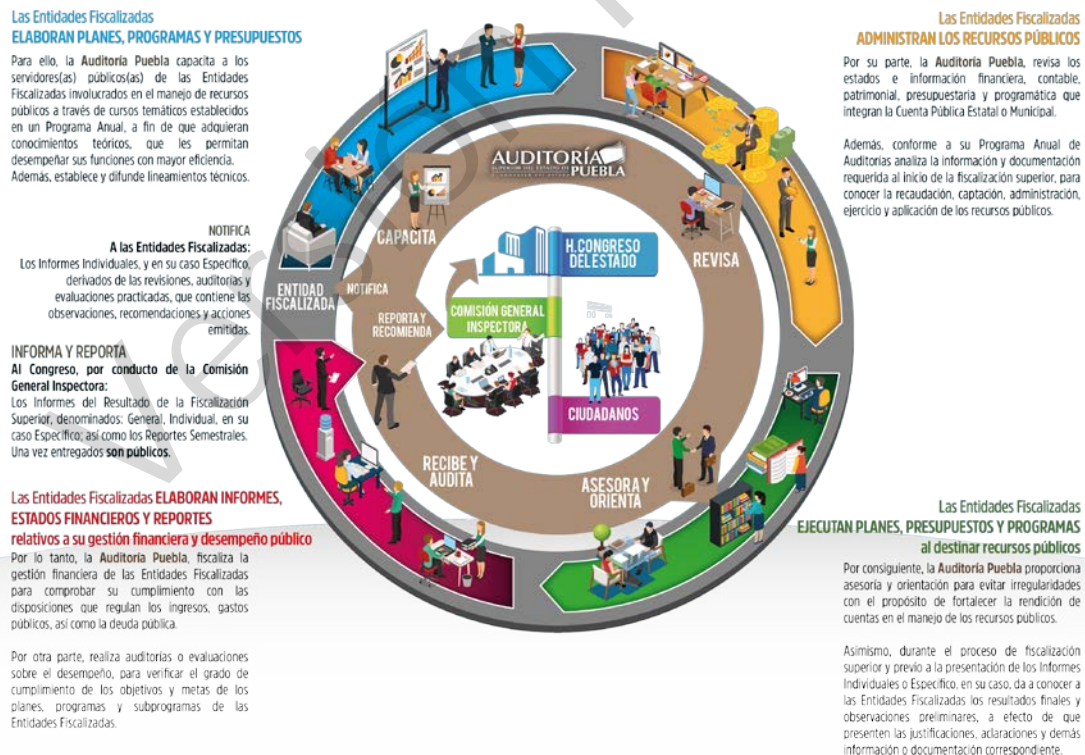 Las Entidades Fiscalizadas
ELABORAN PLANES, PROGRAMAS Y PRESUPUESTOS
Para ello, la Auditoría Puebla capacita a los
servidores(as) públicos(as) de las Entidades
Fiscalizadas involucrados en el manejo de recursos
públicos a través de cursos temáticos establecidos
en un Programa Anual, a fin de que adquieran
conocimientos teóricos, que les permitan
desempeñar sus funciones con mayor eficiencia.
Además, establece y difunde lineamientos técnicos.
NOTIFICA
A las Entidades Fiscalizadas:
Los Informes Individuales, y en su caso Específico,
derivados de las revisiones, auditorías y
evaluaciones practicadas, que contiene las
observaciones, recomendaciones y acciones
emitidas.
INFORMA Y REPORTA
Al Congreso, por conducto de la Comisión
General Inspectora:
Los Informes del Resultado de la Fiscalización
Superior, denominados: General, Individual, en su
caso Específico; así como los Reportes Semestrales.
Una vez entregados son públicos.
Las Entidades Fiscalizadas ELABORAN INFORMES,
ESTADOS FINANCIEROS Y REPORTES
relativos a su gestión financiera y desempeño público
Por lo tanto, la Auditoría Puebla, fiscaliza la
gestión financiera de las Entidades Fiscalizadas
para comprobar su cumplimiento con las
disposiciones que regulan los ingresos, gastos
públicos, así como la deuda pública.
Por otra parte, realiza auditorías o evaluaciones
sobre el desempeño, para verificar el grado de
cumplimiento de los objetivos y metas de los
planes, programas y subprogramas de las
Entidades Fiscalizadas.
AUDITORÍA
PUEBLA
CAPACITA
REVISA
ENTIDAD
FISCALIZADA
NOTIFICA
REPORTA Y
RECOMIENDA
H. CONGRESO
DEL ESTADO
COMISIÓN GENERAL
INSPECTORA
CIUDADANOS
RECIBE Y
AUDITA
ASESORA Y
ORIENTA
Las Entidades Fiscalizadas
ADMINISTRAN LOS RECURSOS PÚBLICOS
Por su parte, la Auditoría Puebla, revisa los
estados e información financiera, contable,
patrimonial, presupuestaria y programática que
integran la Cuenta Pública Estatal o Municipal.
Además, conforme a su Programa Anual de
Auditorías analiza la información y documentación
requerida al inicio de la fiscalización superior, para
conocer la recaudación, captación, administración,
ejercicio y aplicación de los recursos públicos.
Las Entidades Fiscalizadas
EJECUTAN PLANES, PRESUPUESTOS Y PROGRAMAS
al destinar recursos públicos
Por consiguiente, la Auditoría Puebla proporciona
asesoría y orientación para evitar irregularidades
con el propósito de fortalecer la rendición de
cuentas en el manejo de los recursos públicos.
Asimismo, durante el proceso de fiscalización
superior y previo a la presentación de los Informes
Individuales o Específico, en su caso, da a conocer a
las Entidades Fiscalizadas los resultados finales y
observaciones preliminares, a efecto de que
presenten las justificaciones, aclaraciones y demás
información o documentación correspondiente.